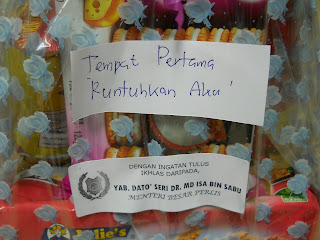 Tempat Pertama
'Runtuhkan Aku'
DENGAN INGATAN TULUS
IKHLAS DARIPADA,
YAB. DATO' SERI DR. MD ISA BIN SABU
MENTERI BESAR PERLIS
Julie's